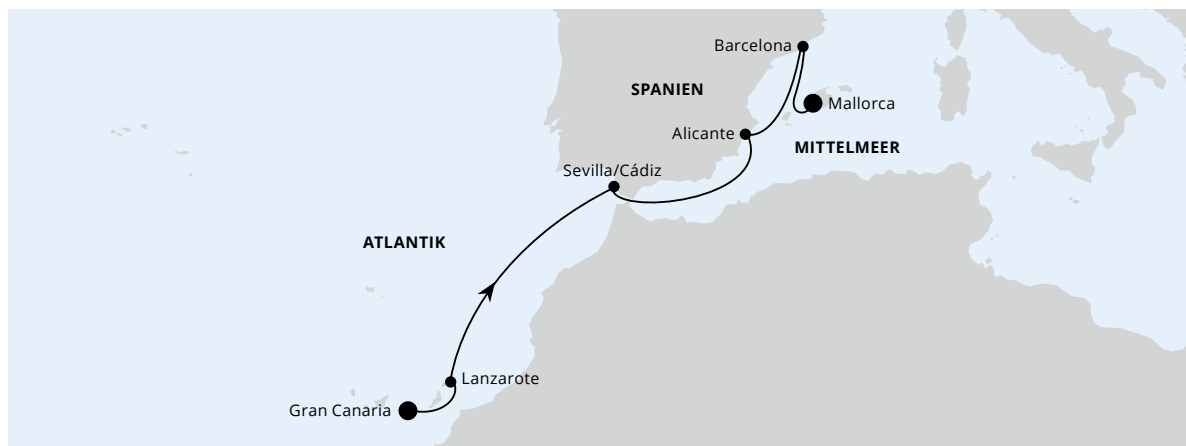 Barcelona
SPANIEN
Mallorca
Alicante
MITTELMEER
Sevilla/Cádiz
ATLANTIK
Lanzarote
Gran Canaria